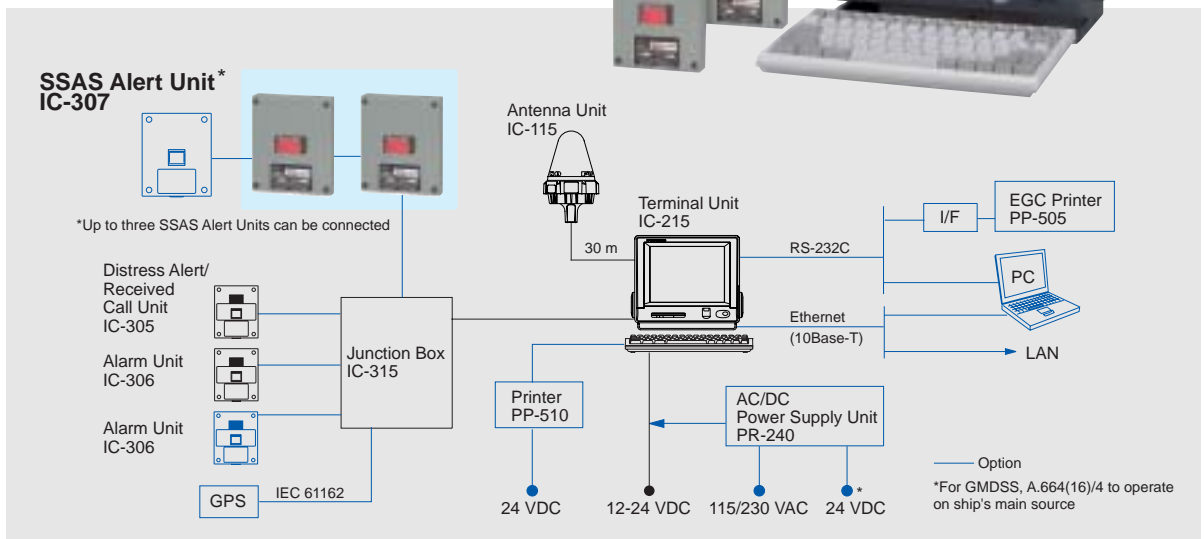 SSAS Alert Unit*
IC-307
*Up to three SSAS Alert Units can be connected
Antenna Unit
IC-115
30 m
Terminal Unit
IC-215
RS-232C
I/F
EGC Printer
PP-505
PC
Ethernet
(10Base-T)
LAN
Distress Alert/
Received
Call Unit
IC-305
Alarm Unit
IC-306
Alarm Unit
IC-306
Junction Box
IC-315
GPS
IEC 61162
Printer
PP-510
AC/DC
Power Supply Unit
PR-240
24 VDC
12-24 VDC
115/230 VAC
24 VDC*
Option
*For GMDSS, A.664(16)/4 to operate
on ship's main source